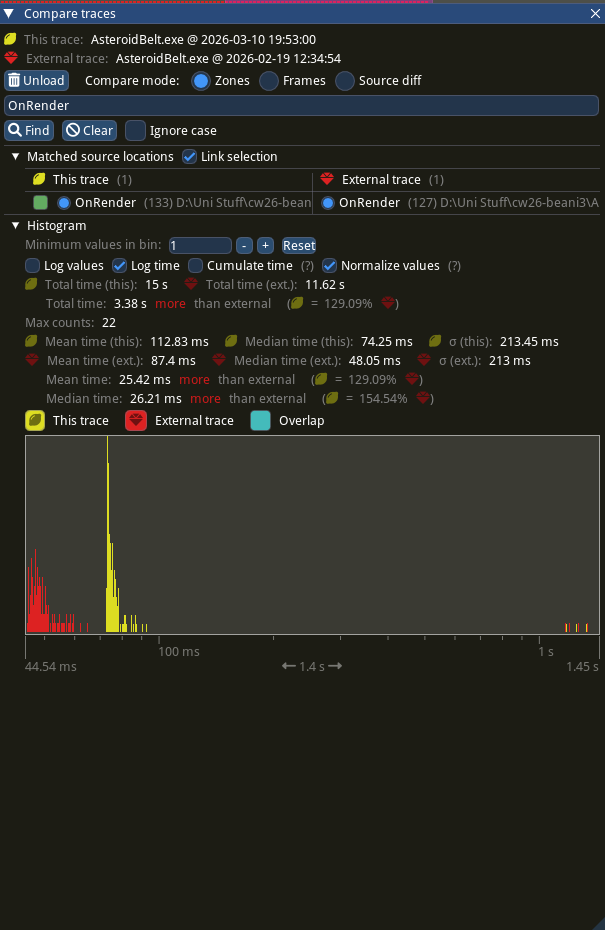 Compare traces
This trace: AsteroidBelt.exe @ 2026-03-10 19:53:00
External trace: AsteroidBelt.exe @ 2026-02-19 12:34:54
Unload Compare mode: Zones Frames Source diff
OnRender
Find Clear Ignore case
Matched source locations Link selection
This trace (1) External trace (1)
OnRender (133) D:\Uni Stuff\cw26-bean OnRender (127) D:\Uni Stuff\cw26-beani3\A
Histogram
Minimum values in bin: 1 - + Reset
Log values Log time Cumulate time (?) Normalize values (?)
Total time (this): 15 s Total time (ext.): 11.62 s
Total time: 3.38 s more than external ( = 129.09% )
Max counts: 22
Mean time (this): 112.83 ms Median time (this): 74.25 ms σ (this): 213.45 ms
Mean time (ext.): 87.4 ms Median time (ext.): 48.05 ms σ (ext.): 213 ms
Mean time: 25.42 ms more than external ( = 129.09% )
Median time: 26.21 ms more than external ( = 154.54% )
This trace External trace Overlap
100 ms 1 s
44.54 ms 1.4 s 1.45 s